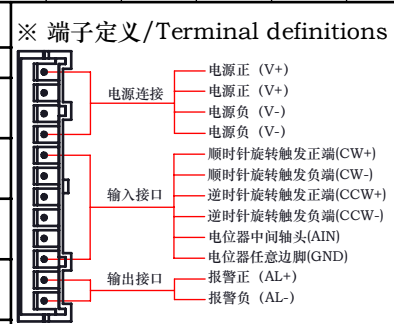 ※ 端子定义/Terminal definitions
电源连接
电源正（V+）
电源正（V+）
电源负（V-）
电源负（V-）
输入接口
顺时针旋转触发正端(CW+)
顺时针旋转触发负端(CW-)
逆时针旋转触发正端(CCW+)
逆时针旋转触发负端(CCW-)
电位器中间轴头(AIN)
电位器任意边脚(GND)
输出接口
报警正（AL+）
报警负（AL-）